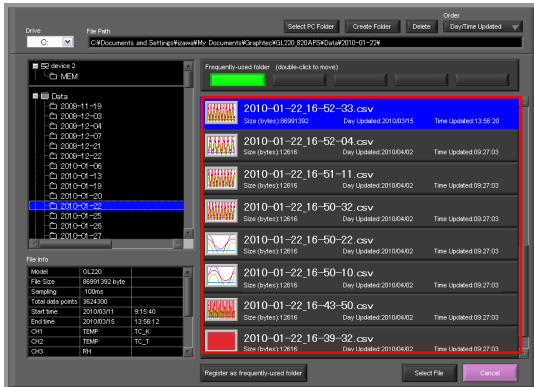 Order
Drive
File Path
Select PC Folder
Create Folder
Delete
Day/Time Updated
C:
C:¥Documents and Settings¥izawa¥My Documents¥Graphtec¥GL220_820APS¥Data¥2010-01-22¥
device 2
MEM
Data
2009-11-19
2009-12-03
2009-12-04
2009-12-07
2009-12-21
2009-12-22
2010-01-06
2010-01-13
2010-01-19
2010-01-20
2010-01-22
2010-01-25
2010-01-26
2010-01-27
Frequently-used folder (double-click to move)
2010-01-22_16-52-33.csv
Size (bytes):86991392 Day Updated:2010/03/15 Time Updated:13:56:20
2010-01-22_16-52-04.csv
Size (bytes):12616 Day Updated:2010/04/02 Time Updated:09:27:03
2010-01-22_16-51-11.csv
Size (bytes):12616 Day Updated:2010/04/02 Time Updated:09:27:03
2010-01-22_16-50-32.csv
Size (bytes):12616 Day Updated:2010/04/02 Time Updated:09:27:03
2010-01-22_16-50-22.csv
Size (bytes):12616 Day Updated:2010/04/02 Time Updated:09:27:03
2010-01-22_16-50-10.csv
Size (bytes):12616 Day Updated:2010/04/02 Time Updated:09:27:03
2010-01-22_16-43-50.csv
Size (bytes):12616 Day Updated:2010/04/02 Time Updated:09:27:03
2010-01-22_16-39-32.csv
Size (bytes):12616 Day Updated:2010/04/02 Time Updated:09:27:03
File Info
Model GL220
File Size 86991392 byte
Sampling 100ms
Total data points 3624300
Start time 2010/03/11 9:15:40
End time 2010/03/15 13:56:12
CH1 TEMP TC_K
CH2 TEMP TC_T
CH3 RH
Register as frequently-used folder
Select File
Cancel